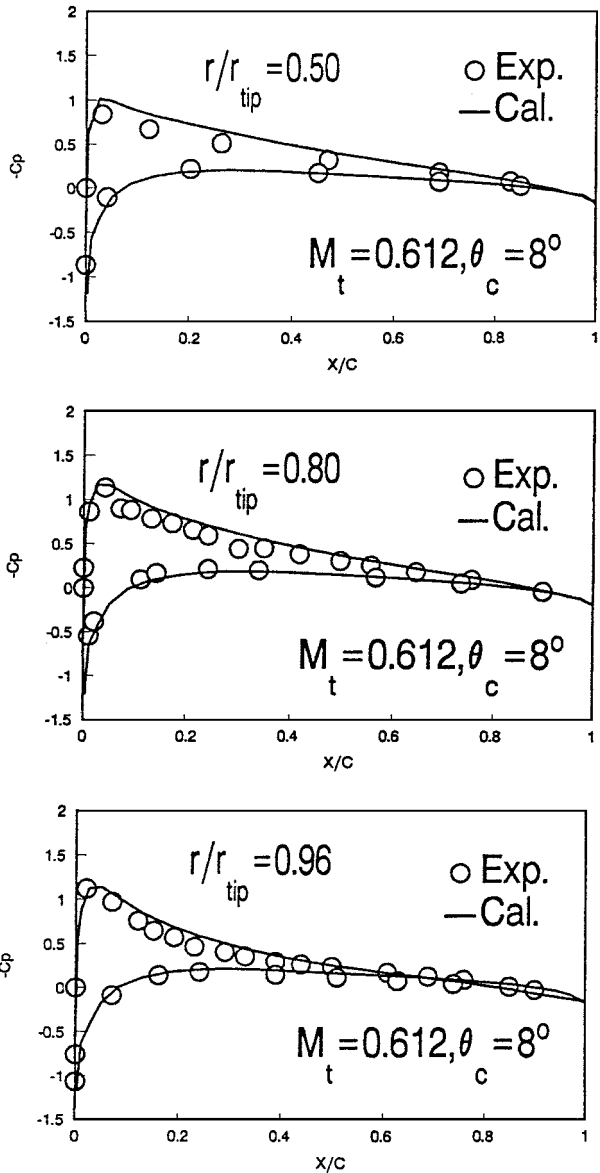 2
r/r tip =0.50
Exp.
1.5
Cal.
1
0.5
-Cp
0
-0.5
M t =0.612,θ c =8°
-1
-1.5
0 0.2 0.4 0.6 0.8 1
X/C
2
r/r tip =0.80
Exp.
1.5
Cal.
1
0.5
-Cp
0
-0.5
M t =0.612,θ c =8°
-1
-1.5
0 0.2 0.4 0.6 0.8 1
X/C
2
r/r tip =0.96
Exp.
1.5
Cal.
1
0.5
-Cp
0
-0.5
M t =0.612,θ c =8°
-1
-1.5
0 0.2 0.4 0.6 0.8 1
X/C